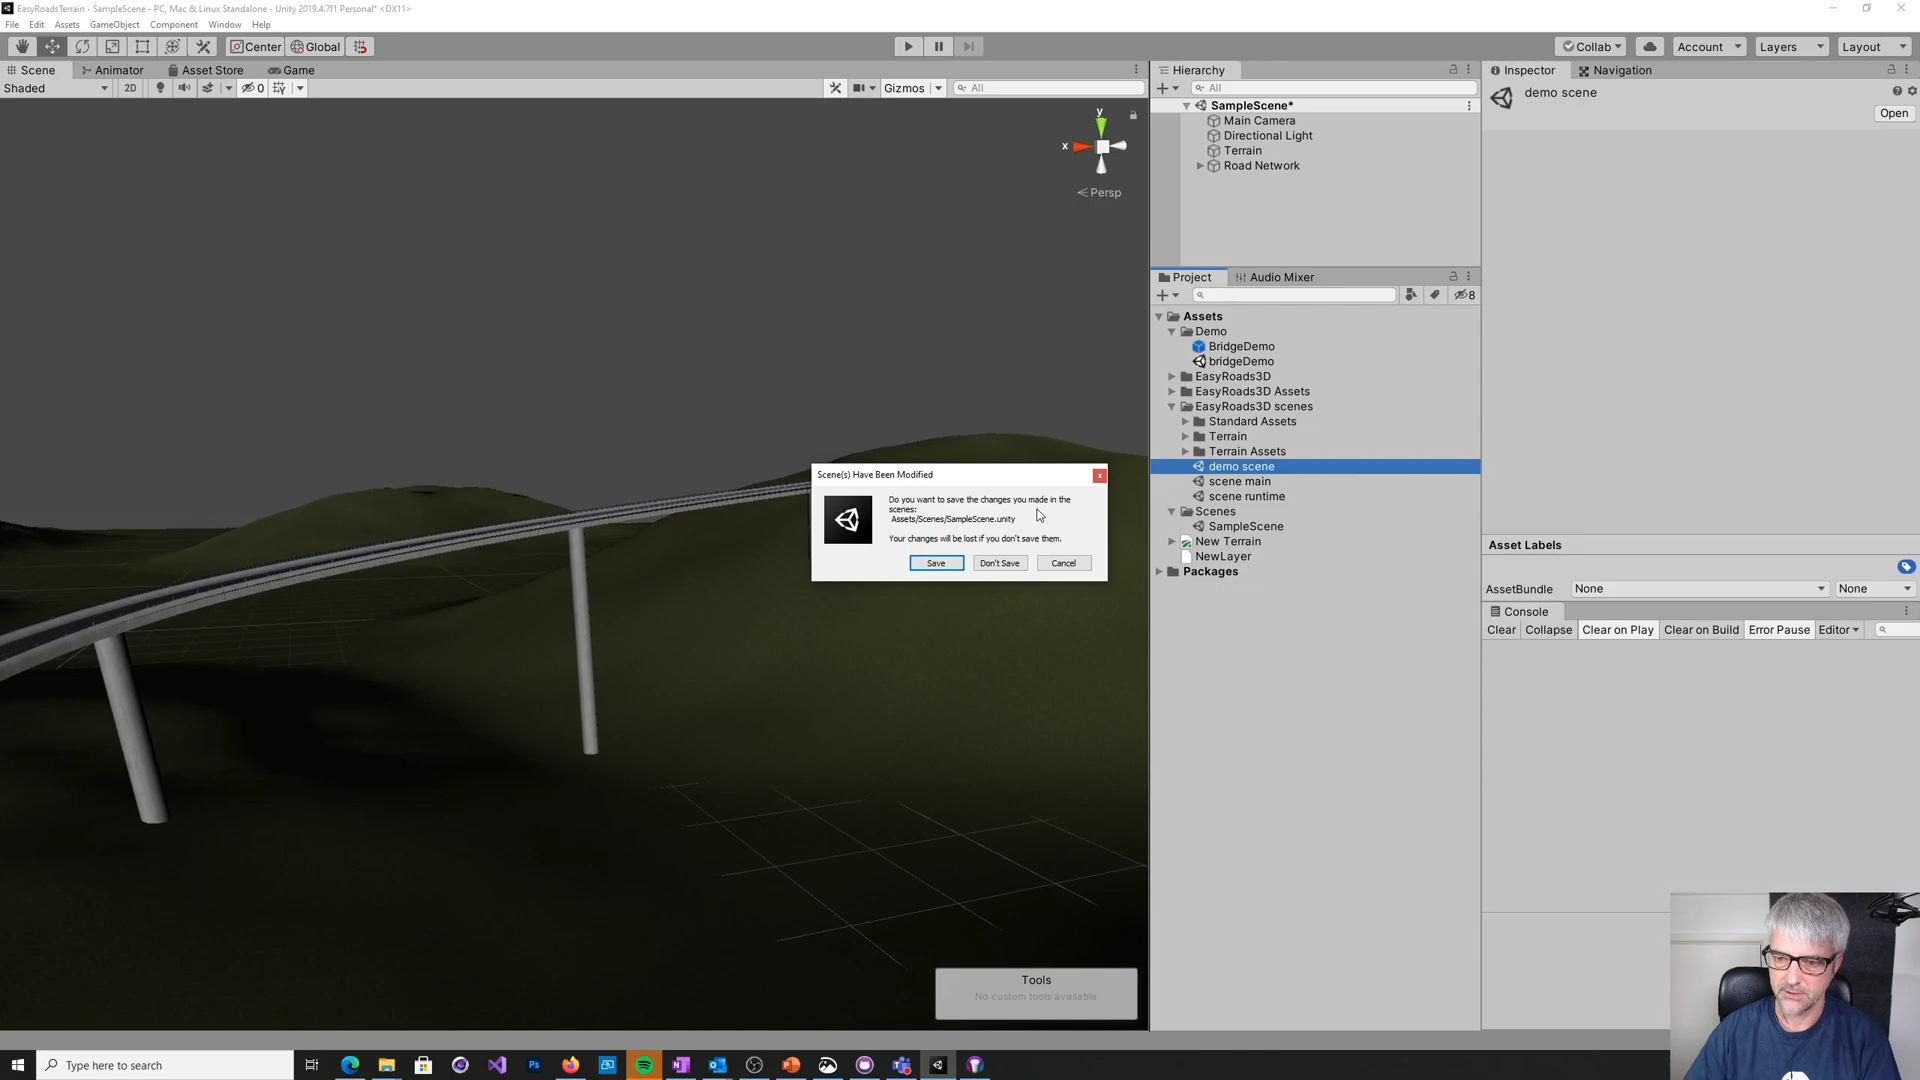 EasyRoadsTerrain - SampleScene - PC, Mac & Linux Standalone - Unity 2019.4.7f1 Personal* <DX11>
File Edit Assets GameObject Component Window Help
Center Global
Collab Account Layers Layout
Scene Animator Asset Store Game
Shaded 2D 0 Gizmos All
y
x
Persp
Hierarchy
All
SampleScene*
Main Camera
Directional Light
Terrain
Road Network
Project Audio Mixer
8
Assets
Demo
BridgeDemo
bridgeDemo
EasyRoads3D
EasyRoads3D Assets
EasyRoads3D scenes
Standard Assets
Terrain
Terrain Assets
demo scene
scene main
scene runtime
Scenes
SampleScene
New Terrain
NewLayer
Packages
Inspector Navigation
demo scene
Open
Asset Labels
AssetBundle None None
Console
Clear Collapse Clear on Play Clear on Build Error Pause Editor
Scene(s) Have Been Modified
Do you want to save the changes you made in the
scenes:
Assets/Scenes/SampleScene.unity
Your changes will be lost if you don't save them.
Save Don't Save Cancel
Tools
No custom tools available
Type here to search
Ps